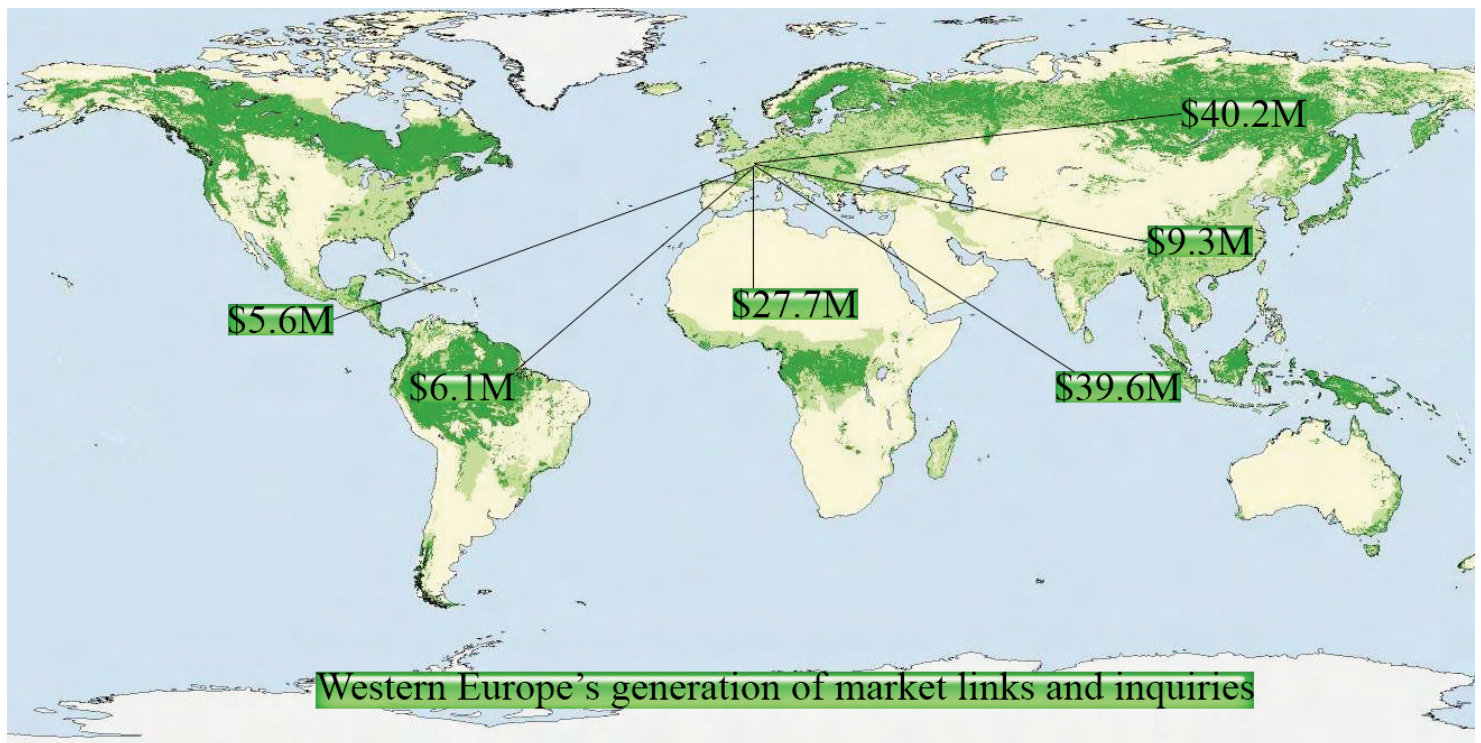 $40.2M
$9.3M
$27.7M
$5.6M
$6.1M
$39.6M
Western Europe’s generation of market links and inquiries